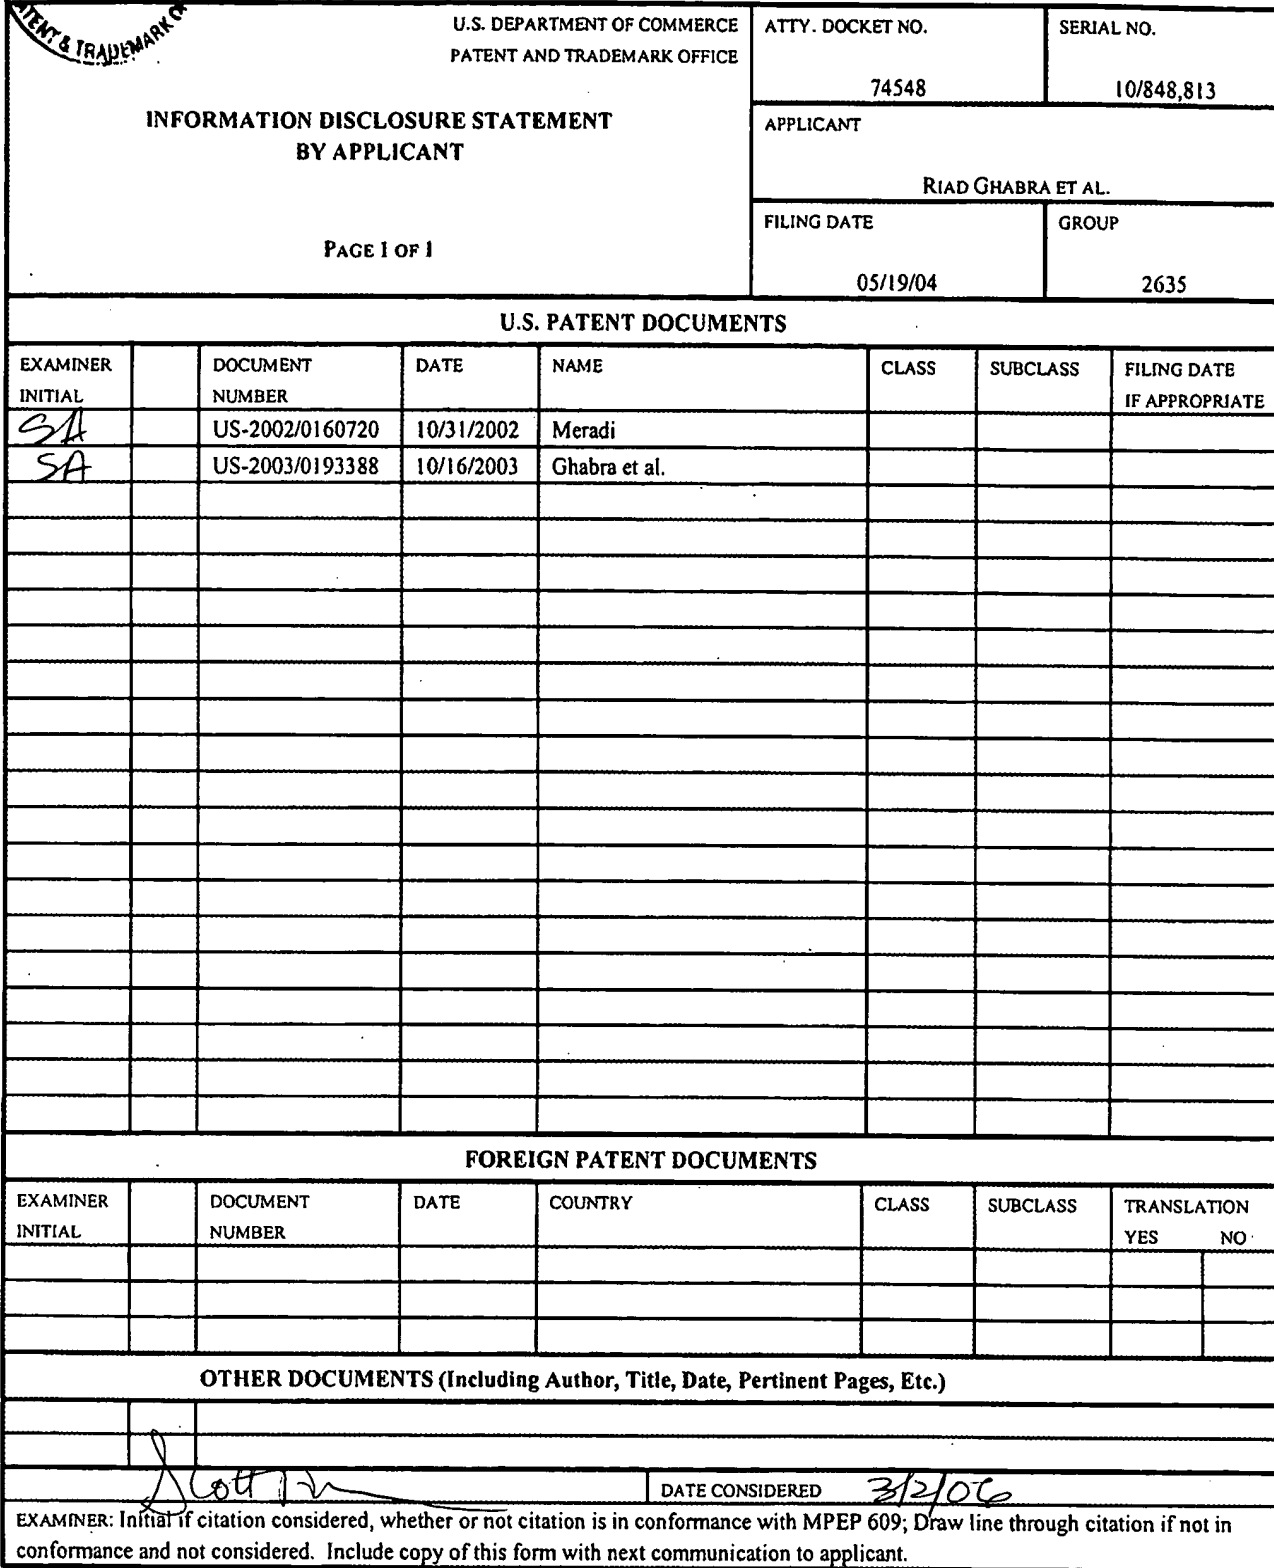 U.S. DEPARTMENT OF COMMERCE
PATENT AND TRADEMARK OFFICE
& TRADEMARK
INFORMATION DISCLOSURE STATEMENT
BY APPLICANT
PAGE 1 OF 1
ATTY. DOCKET NO.
74548
SERIAL NO.
10/848,813
APPLICANT
RIAD GHABRA ET AL.
FILING DATE
05/19/04
GROUP
2635
U.S. PATENT DOCUMENTS
EXAMINER INITIAL DOCUMENT NUMBER DATE NAME CLASS SUBCLASS FILING DATE IF APPROPRIATE
SA US-2002/0160720 10/31/2002 Meradi
SA US-2003/0193388 10/16/2003 Ghabra et al.
FOREIGN PATENT DOCUMENTS
EXAMINER INITIAL DOCUMENT NUMBER DATE COUNTRY CLASS SUBCLASS TRANSLATION YES NO
OTHER DOCUMENTS (Including Author, Title, Date, Pertinent Pages, Etc.)
Scott DATE CONSIDERED 3/2/06
EXAMINER: Initial if citation considered, whether or not citation is in conformance with MPEP 609; Draw line through citation if not in
conformance and not considered. Include copy of this form with next communication to applicant.